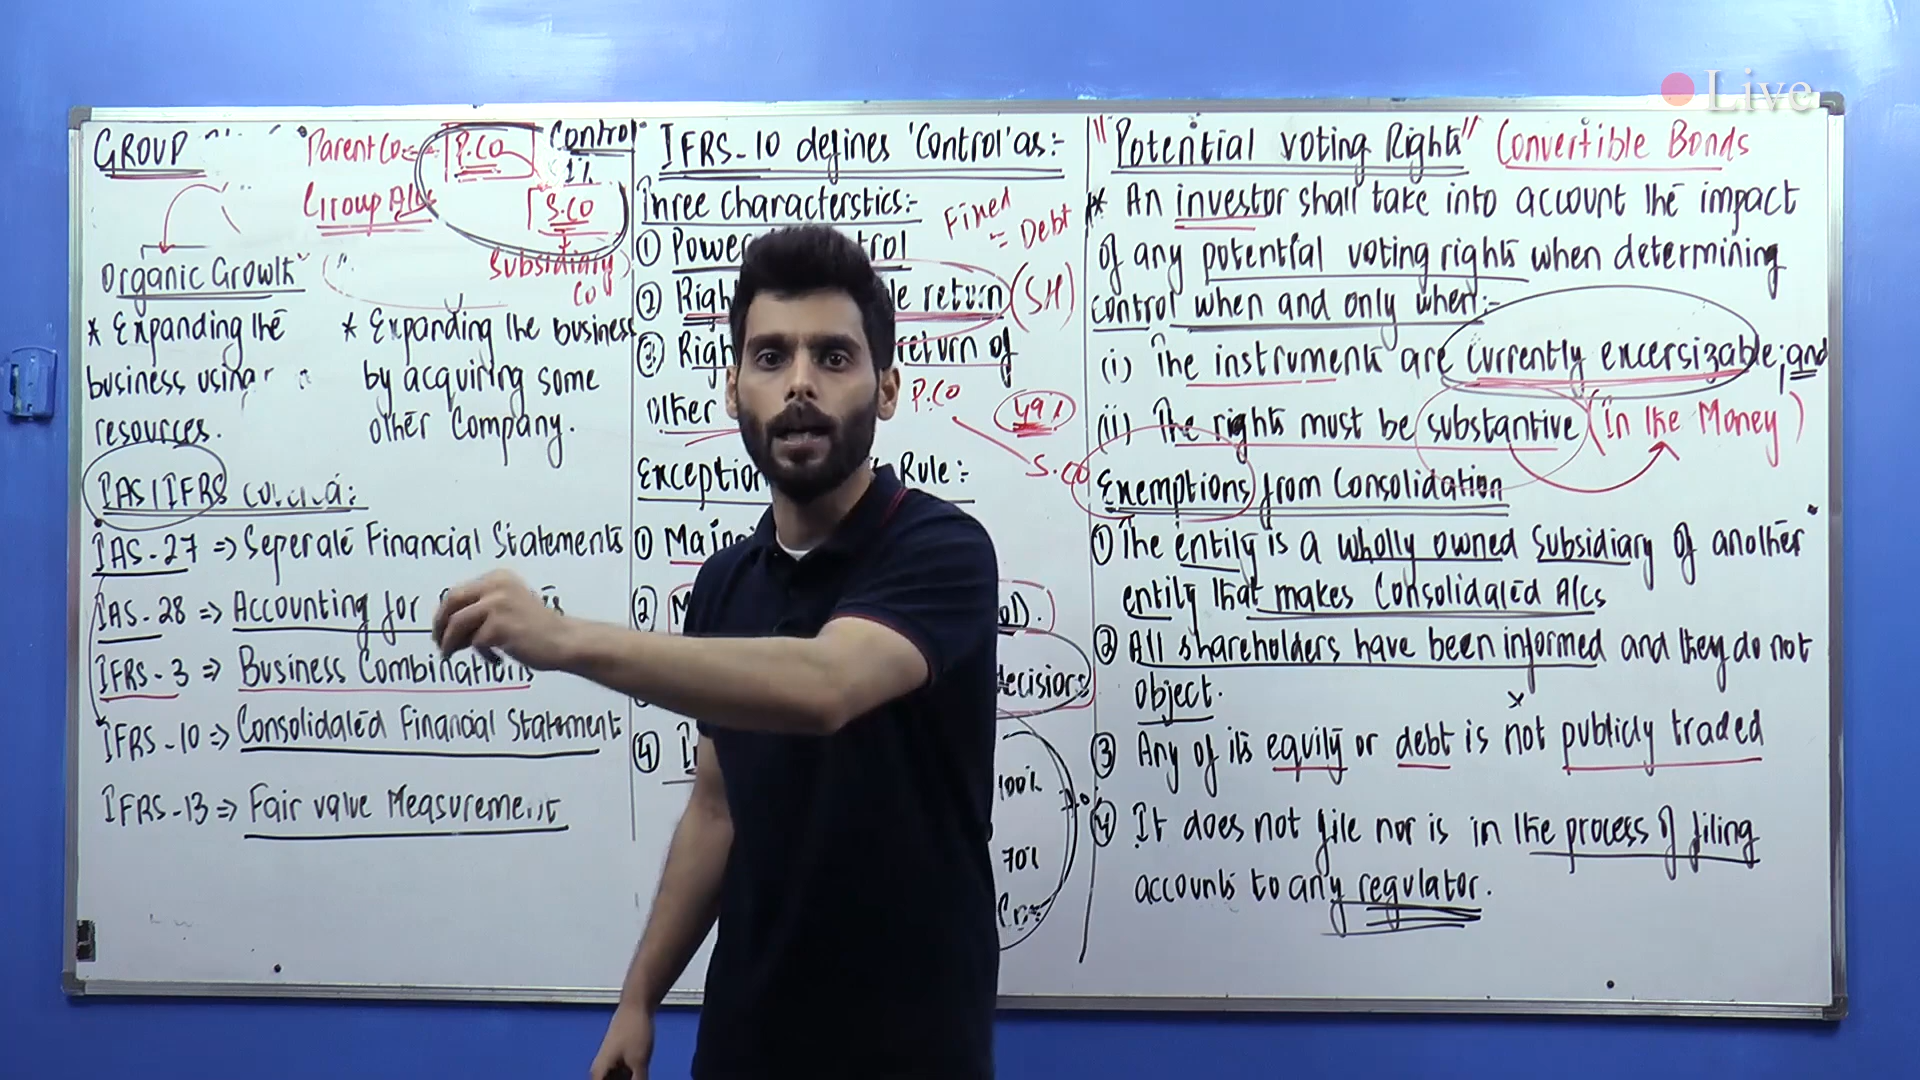 Live
GROUP
Parent Co
P.CO
Control
51%
Group A/cs
S.CO
Subsidiary
Co
Organic Growth
* Expanding the
business using
resources.
* Expanding the business
by acquiring some
other Company.
IAS/IFRS
IAS-27 => Seperate Financial Statements
IAS-28 => Accounting for
IFRS-3 => Business Combinations
IFRS-10 => Consolidated Financial Statement
IFRS-13 => Fair value Measurement
IFRS-10 defines 'Control' as:-
Three Characterstics:-
① Power
② Righ return (SH)
Fixed
= Debt
③ Righ return of
other
P.CO
49%
S.CO
Exception Rule:-
①
②
decisions
④
100%
70%
"Potential voting Rights" Convertible Bonds
* An investor shall take into account the impact
of any potential voting rights when determining
control when and only when:-
(i) The instruments are currently excersizable; and
(ii) The rights must be substantive (In the Money)
Exemptions from Consolidation
① The entity is a wholly owned Subsidiary of another
entity that makes Consolidated A/cs
② All shareholders have been informed and they do not
object.
③ Any of its equity or debt is not publicly traded
④ It does not file nor is in the process of filing
accounts to any regulator.